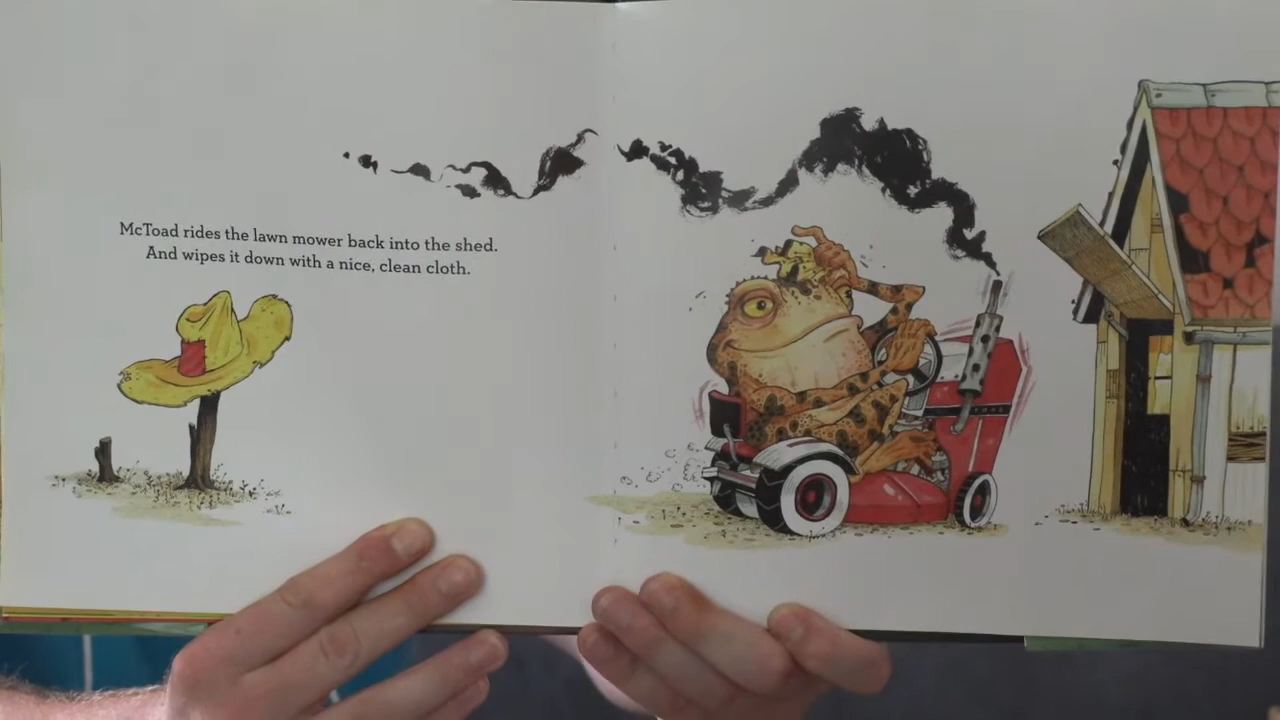 McToad rides the lawn mower back into the shed.
And wipes it down with a nice, clean cloth.